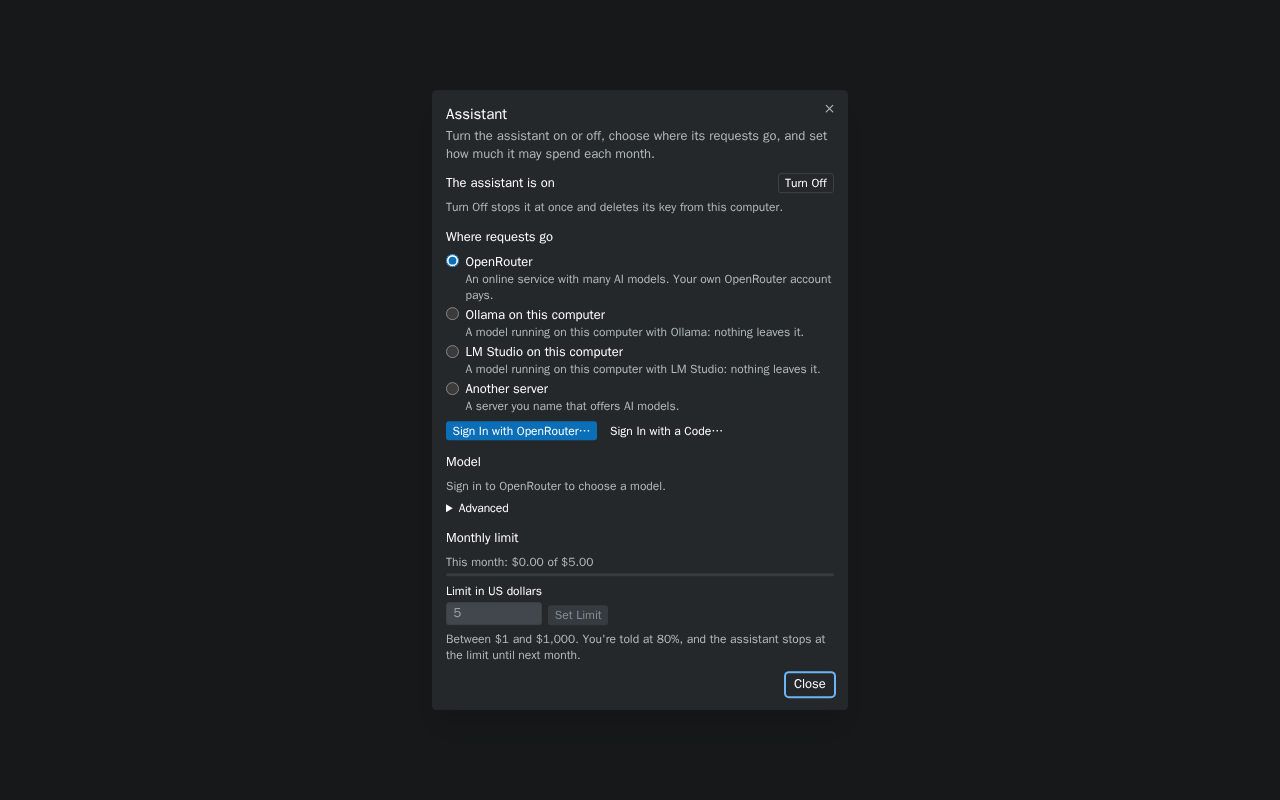 Assistant
Turn the assistant on or off, choose where its requests go, and set
how much it may spend each month.
The assistant is on
Turn Off
Turn Off stops it at once and deletes its key from this computer.
Where requests go
OpenRouter
An online service with many AI models. Your own OpenRouter account
pays.
Ollama on this computer
A model running on this computer with Ollama: nothing leaves it.
LM Studio on this computer
A model running on this computer with LM Studio: nothing leaves it.
Another server
A server you name that offers AI models.
Sign In with OpenRouter…
Sign In with a Code…
Model
Sign in to OpenRouter to choose a model.
Advanced
Monthly limit
This month: $0.00 of $5.00
Limit in US dollars
5
Set Limit
Between $1 and $1,000. You're told at 80%, and the assistant stops at
the limit until next month.
Close